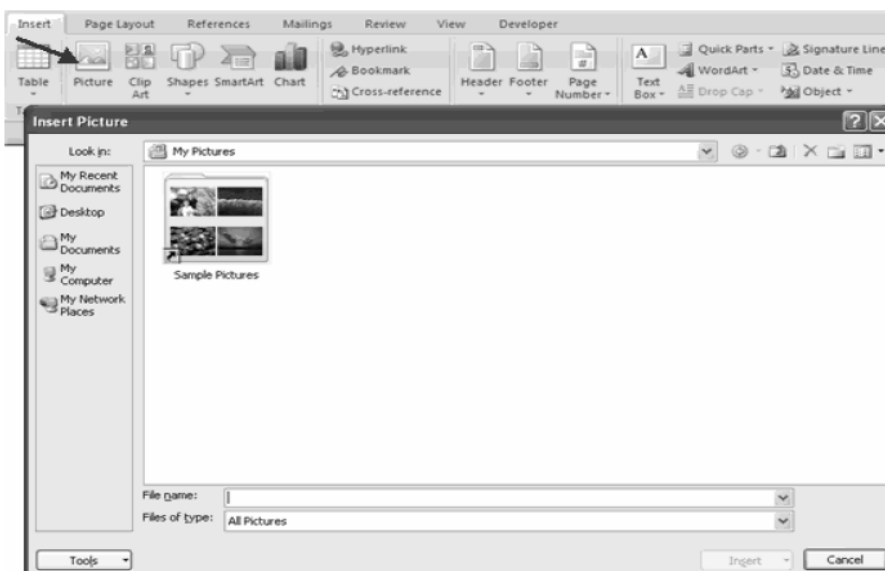 Insert Page Layout References Mailings Review View Developer
Table
Picture
Clip
Art
Shapes
SmartArt
Chart
Hyperlink
Bookmark
Cross-reference
Header
Footer
Page
Number
Text
Box
Quick Parts
WordArt
Drop Cap
Signature Line
Date & Time
Object
Insert Picture
Look in:
My Pictures
My Recent
Documents
Desktop
My
Documents
My
Computer
My Network
Places
Sample Pictures
File name:
Files of type: All Pictures
Tools
Insert
Cancel